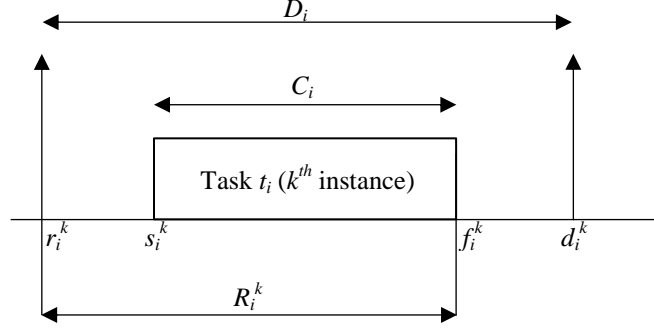 D_i
C_i
Task t_i (k^th instance)
r_i^k s_i^k f_i^k d_i^k
R_i^k